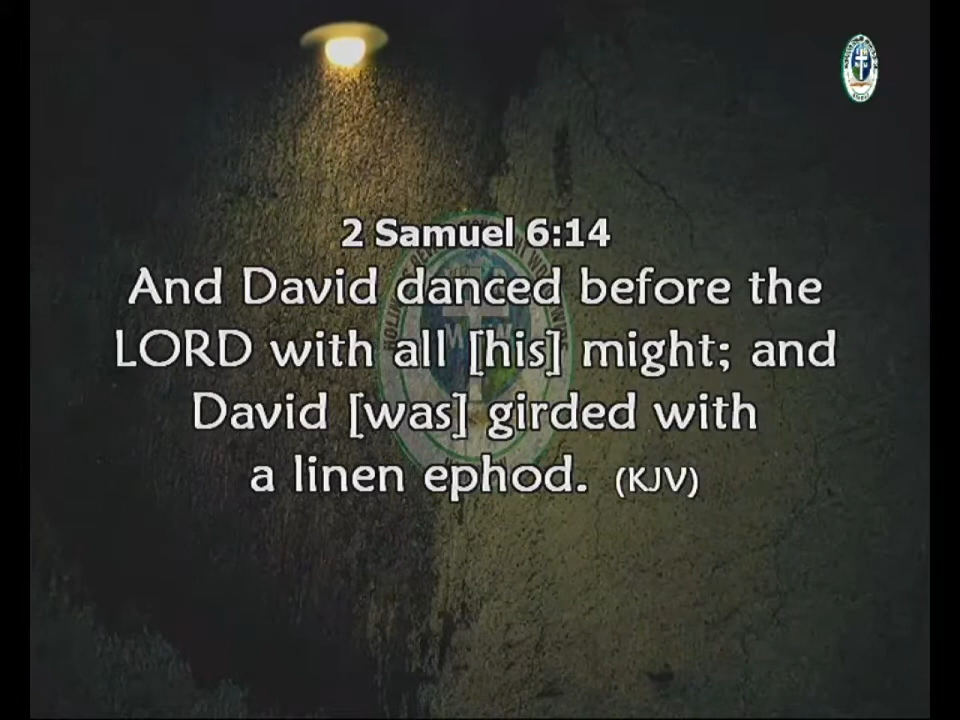 2 Samuel 6:14
And David danced before the
LORD with all [his] might; and
David [was] girded with
a linen ephod. (KJV)